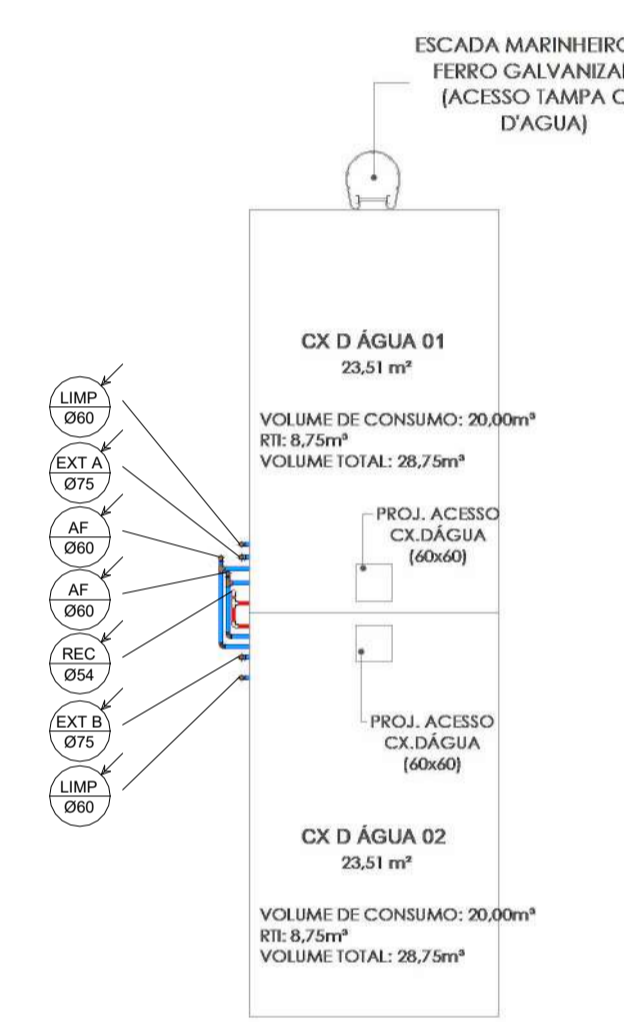 ESCADA MARINHEIRO
FERRO GALVANIZA
(ACESSO TAMPA C
D'AGUA)
CX D ÁGUA 01
23,51 m²
VOLUME DE CONSUMO: 20,00m³
RTI: 8,75m³
VOLUME TOTAL: 28,75m³
PROJ. ACESSO
CX.DÁGUA
(60x60)
LIMP
Ø60
EXT A
Ø75
AF
Ø60
AF
Ø60
REC
Ø54
EXT B
Ø75
LIMP
Ø60
PROJ. ACESSO
CX.DÁGUA
(60x60)
CX D ÁGUA 02
23,51 m²
VOLUME DE CONSUMO: 20,00m³
RTI: 8,75m³
VOLUME TOTAL: 28,75m³